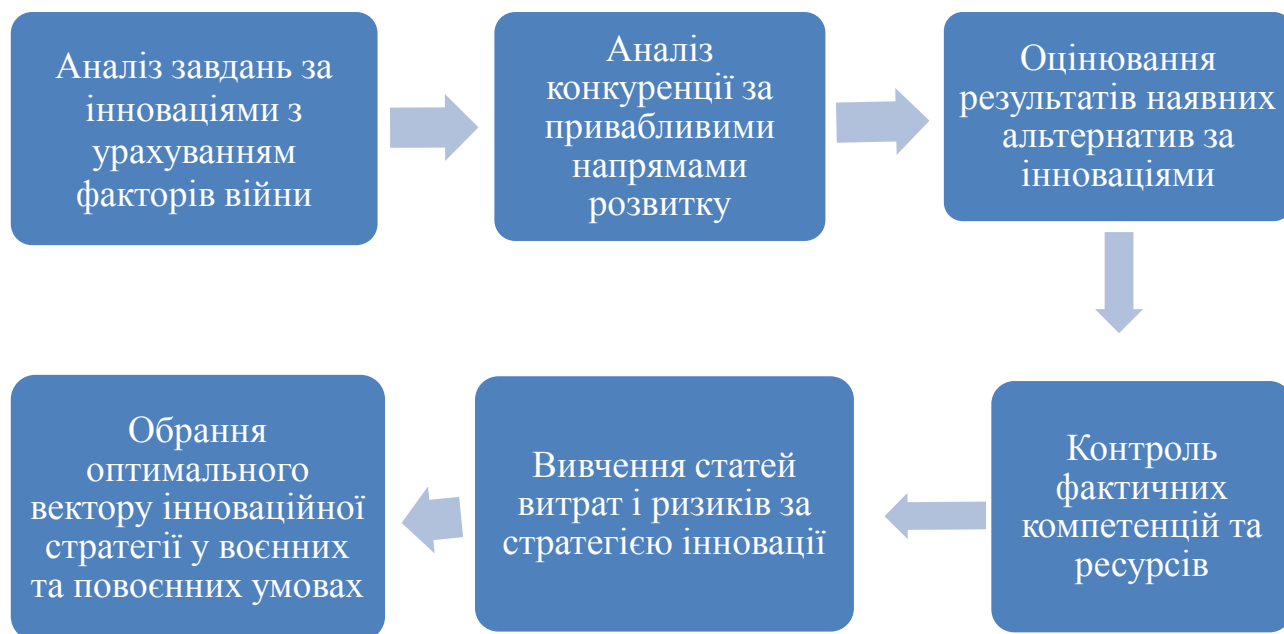 Аналіз завдань за
інноваціями з
урахуванням
факторів війни
Аналіз
конкуренції за
привабливими
напрямами
розвитку
Оцінювання
результатів наявних
альтернатив за
інноваціями
Контроль
фактичних
компетенцій та
ресурсів
Вивчення статей
витрат і ризиків за
стратегією інновації
Обрання
оптимального
вектору інноваційної
стратегії у воєнних
та повоєнних умовах